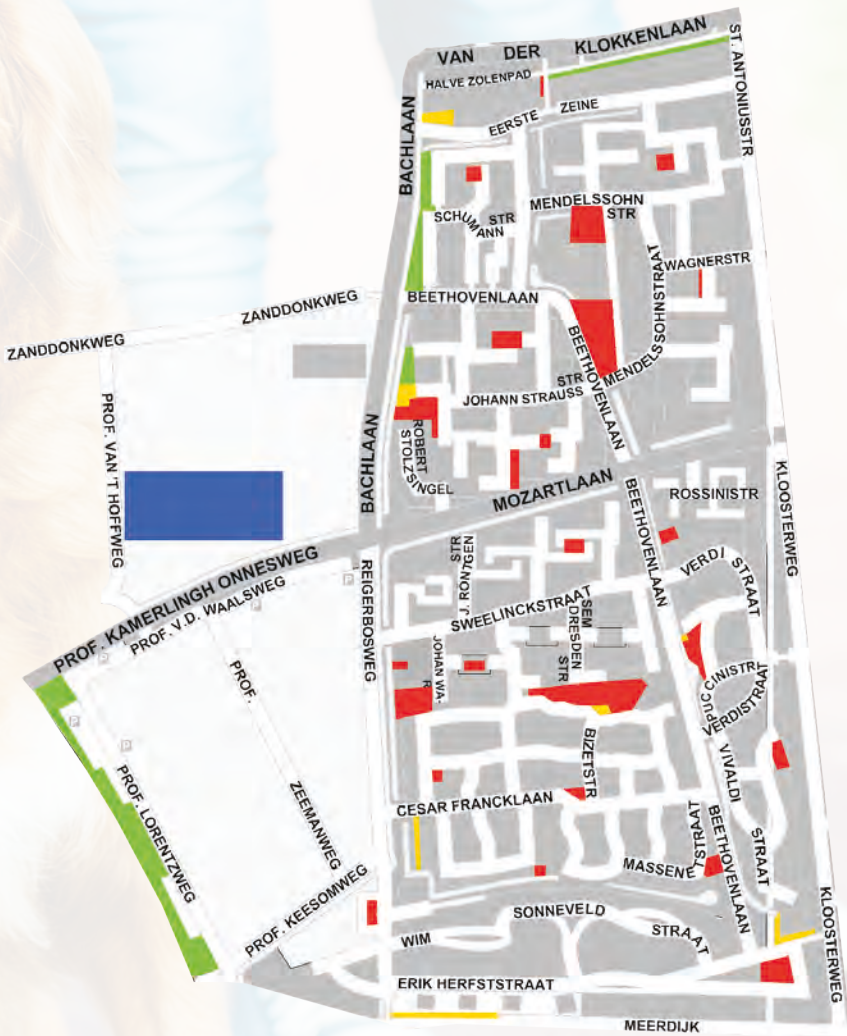 VAN DER KLOKKENLAAN
ST. ANTONIUSSTR
HALVE ZOLENPAD
EERSTE ZEINE
BACHLAAN
MENDELSSOHN
STR
SCHUMANN
STR
WAGNERSTR
MENDELSSOHNSTRAAT
BEETHOVENLAAN
ZANDDONKWEG
ZANDDONKWEG
BEETHOVENLAAN
JOHANN STRAUSS
STR
PROF. VAN 'T HOFFWEG
ROBERT
STOLZSINGEL
BACHLAAN
MOZARTLAAN
KLOOSTERWEG
ROSSINISTR
BEETHOVENLAAN
PROF. KAMERLINGH ONNESWEG
REIGERBOSWEG
J. RONTGEN
STR
VERDI STRAAT
P
PROF. V.D. WAALSWEG
P
SWEELINCKSTRAAT
SEM
DRESDEN
STR
P
PROF. ZEEMANWEG
JOHAN WA-
R
PUCCINISTR
VERDISTRAAT
P
P
BIZETSTR
VIVALDI STRAAT
PROF. LORENTZWEG
CESAR FRANCKLAAN
BEETHOVENLAAN
MASSENETSTRAAT
PROF. KEESOMWEG
KLOOSTERWEG
WIM SONNEVELD STRAAT
ERIK HERFSTSTRAAT
MEERDIJK